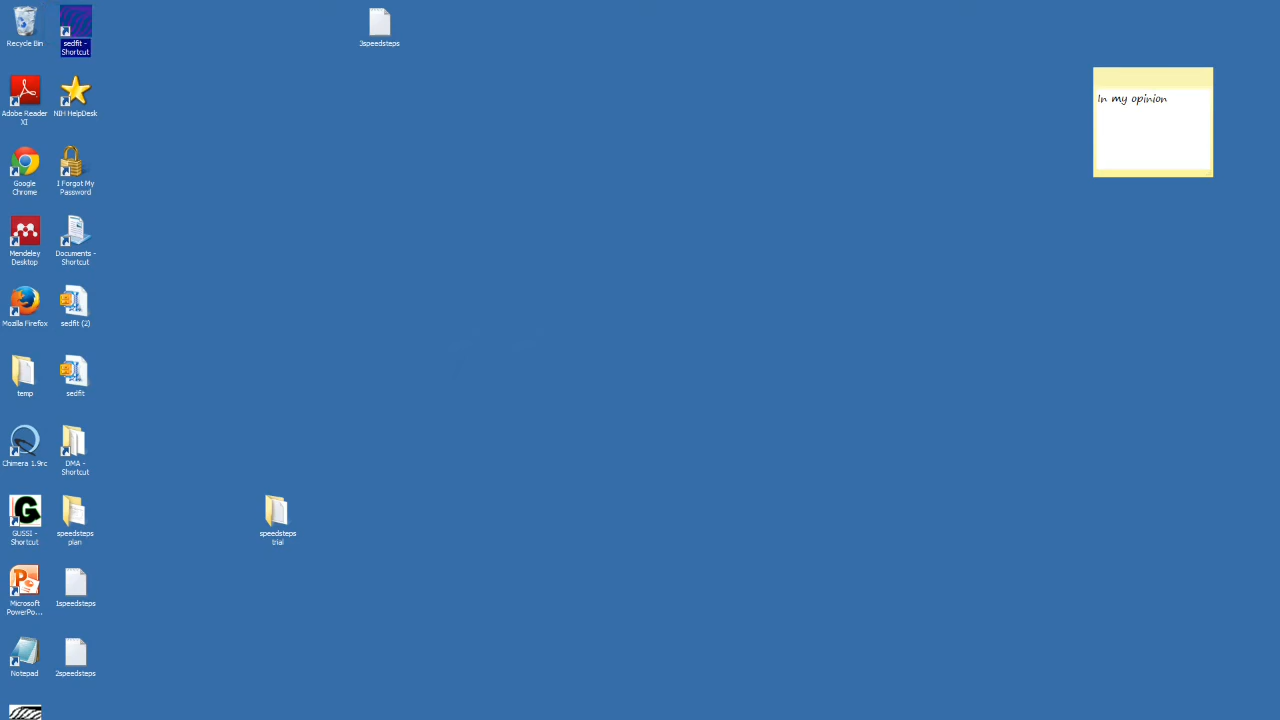 Recycle Bin
sedfit -
Shortcut
3speedsteps
In my opinion
Adobe Reader
XI
NIH HelpDesk
Google
Chrome
I Forgot My
Password
Mendeley
Desktop
Documents -
Shortcut
Mozilla Firefox
sedfit (2)
temp
sedfit
Chimera 1.9rc
DMA -
Shortcut
GUSSI -
Shortcut
speedsteps
plan
speedsteps
trial
Microsoft
PowerPo...
1speedsteps
Notepad
2speedsteps